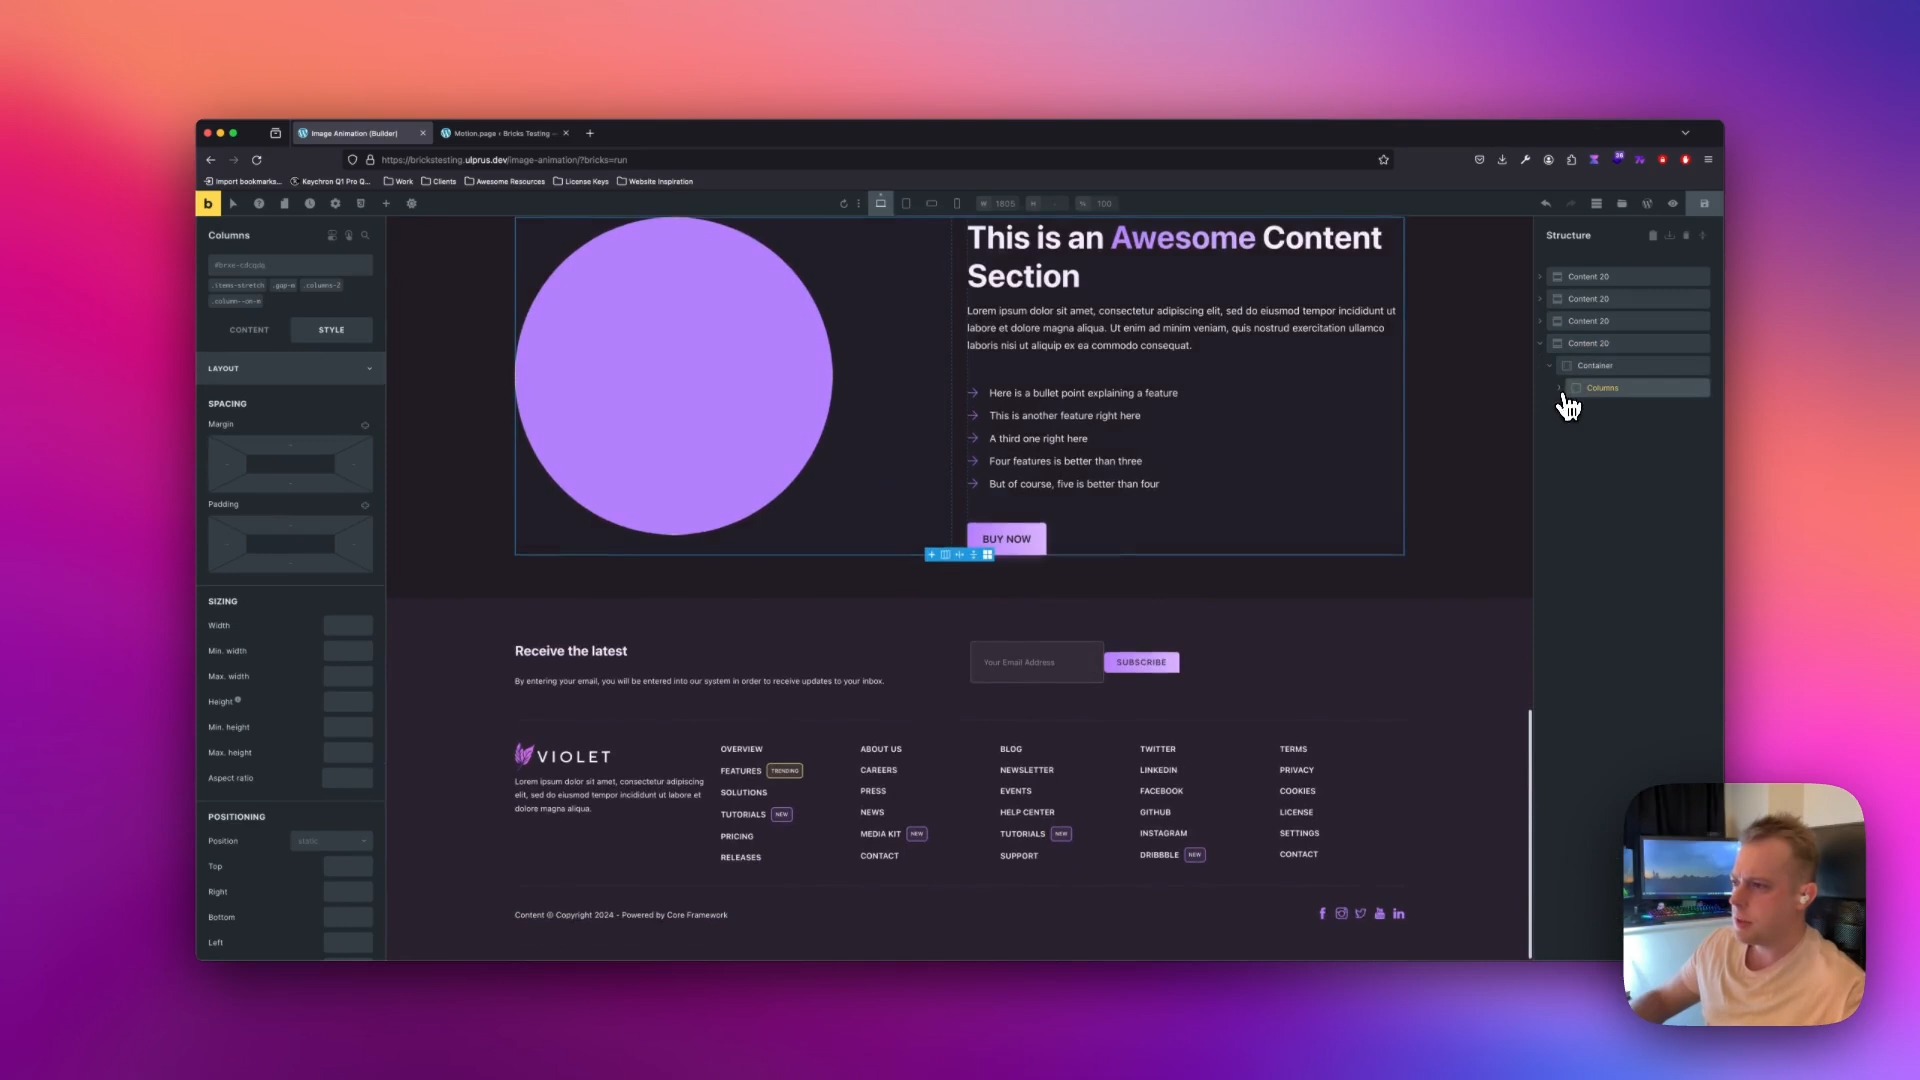 Image Animation (Builder)
Motion.page › Bricks Testing —
https://brickstesting.ulprus.dev/image-animation/?bricks=run
Import bookmarks...
Keychron Q1 Pro Q...
Work
Clients
Awesome Resources
License Keys
Website Inspiration
b
W 1805 H - % 100
Columns
#brxe-cdcqdq
.items-stretch .gap-m .columns-2
.column--on-m
CONTENT STYLE
LAYOUT
SPACING
Margin
Padding
SIZING
Width
Min. width
Max. width
Height
Min. height
Max. height
Aspect ratio
POSITIONING
Position static
Top
Right
Bottom
Left
This is an Awesome Content
Section
Lorem ipsum dolor sit amet, consectetur adipiscing elit, sed do eiusmod tempor incididunt ut
labore et dolore magna aliqua. Ut enim ad minim veniam, quis nostrud exercitation ullamco
laboris nisi ut aliquip ex ea commodo consequat.
Here is a bullet point explaining a feature
This is another feature right here
A third one right here
Four features is better than three
But of course, five is better than four
BUY NOW
Receive the latest
By entering your email, you will be entered into our system in order to receive updates to your inbox.
Your Email Address
SUBSCRIBE
VIOLET
Lorem ipsum dolor sit amet, consectetur adipiscing
elit, sed do eiusmod tempor incididunt ut labore et
dolore magna aliqua.
OVERVIEW
FEATURES TRENDING
SOLUTIONS
TUTORIALS NEW
PRICING
RELEASES
ABOUT US
CAREERS
PRESS
NEWS
MEDIA KIT NEW
CONTACT
BLOG
NEWSLETTER
EVENTS
HELP CENTER
TUTORIALS NEW
SUPPORT
TWITTER
LINKEDIN
FACEBOOK
GITHUB
INSTAGRAM
DRIBBBLE NEW
TERMS
PRIVACY
COOKIES
LICENSE
SETTINGS
CONTACT
Content © Copyright 2024 - Powered by Core Framework
Structure
Content 20
Content 20
Content 20
Content 20
Container
Columns